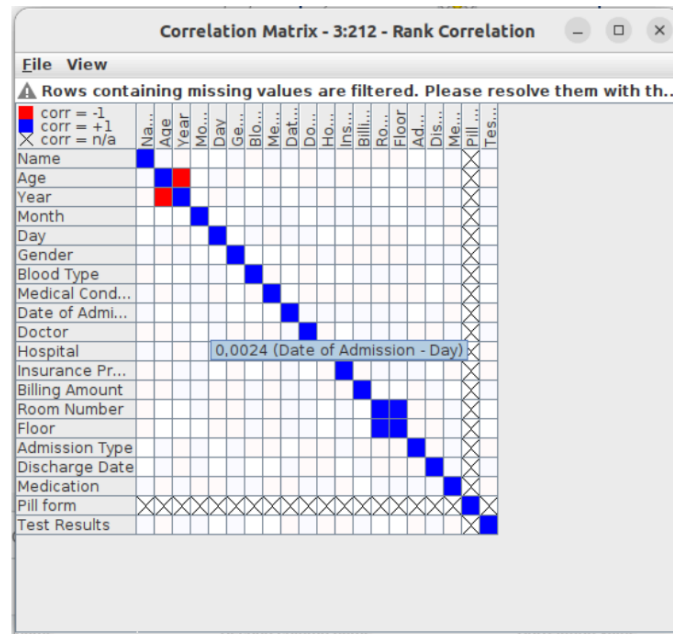 Correlation Matrix - 3:212 - Rank Correlation
File View
Rows containing missing values are filtered. Please resolve them with th..
corr = -1
corr = +1
corr = n/a
Na...
Age
Year
Mo...
Day
Ge...
Blo...
Me...
Dat...
Do...
Ho...
Ins...
Billi...
Ro...
Floor
Ad...
Dis...
Me...
Pill ...
Tes...
Name
Age
Year
Month
Day
Gender
Blood Type
Medical Cond...
Date of Admi...
Doctor
Hospital
0,0024 (Date of Admission - Day)
Insurance Pr...
Billing Amount
Room Number
Floor
Admission Type
Discharge Date
Medication
Pill form
Test Results